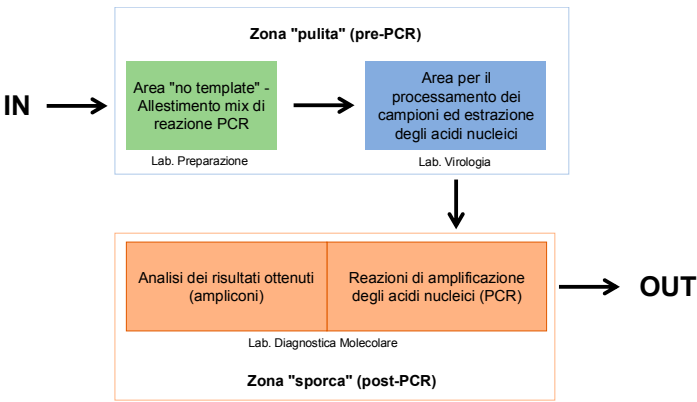 Zona "pulita" (pre-PCR)
IN
Area "no template" -
Allestimento mix di
reazione PCR
Area per il
processamento dei
campioni ed estrazione
degli acidi nucleici
Lab. Preparazione
Lab. Virologia
Analisi dei risultati ottenuti
(ampliconi)
Reazioni di amplificazione
degli acidi nucleici (PCR)
OUT
Lab. Diagnostica Molecolare
Zona "sporca" (post-PCR)